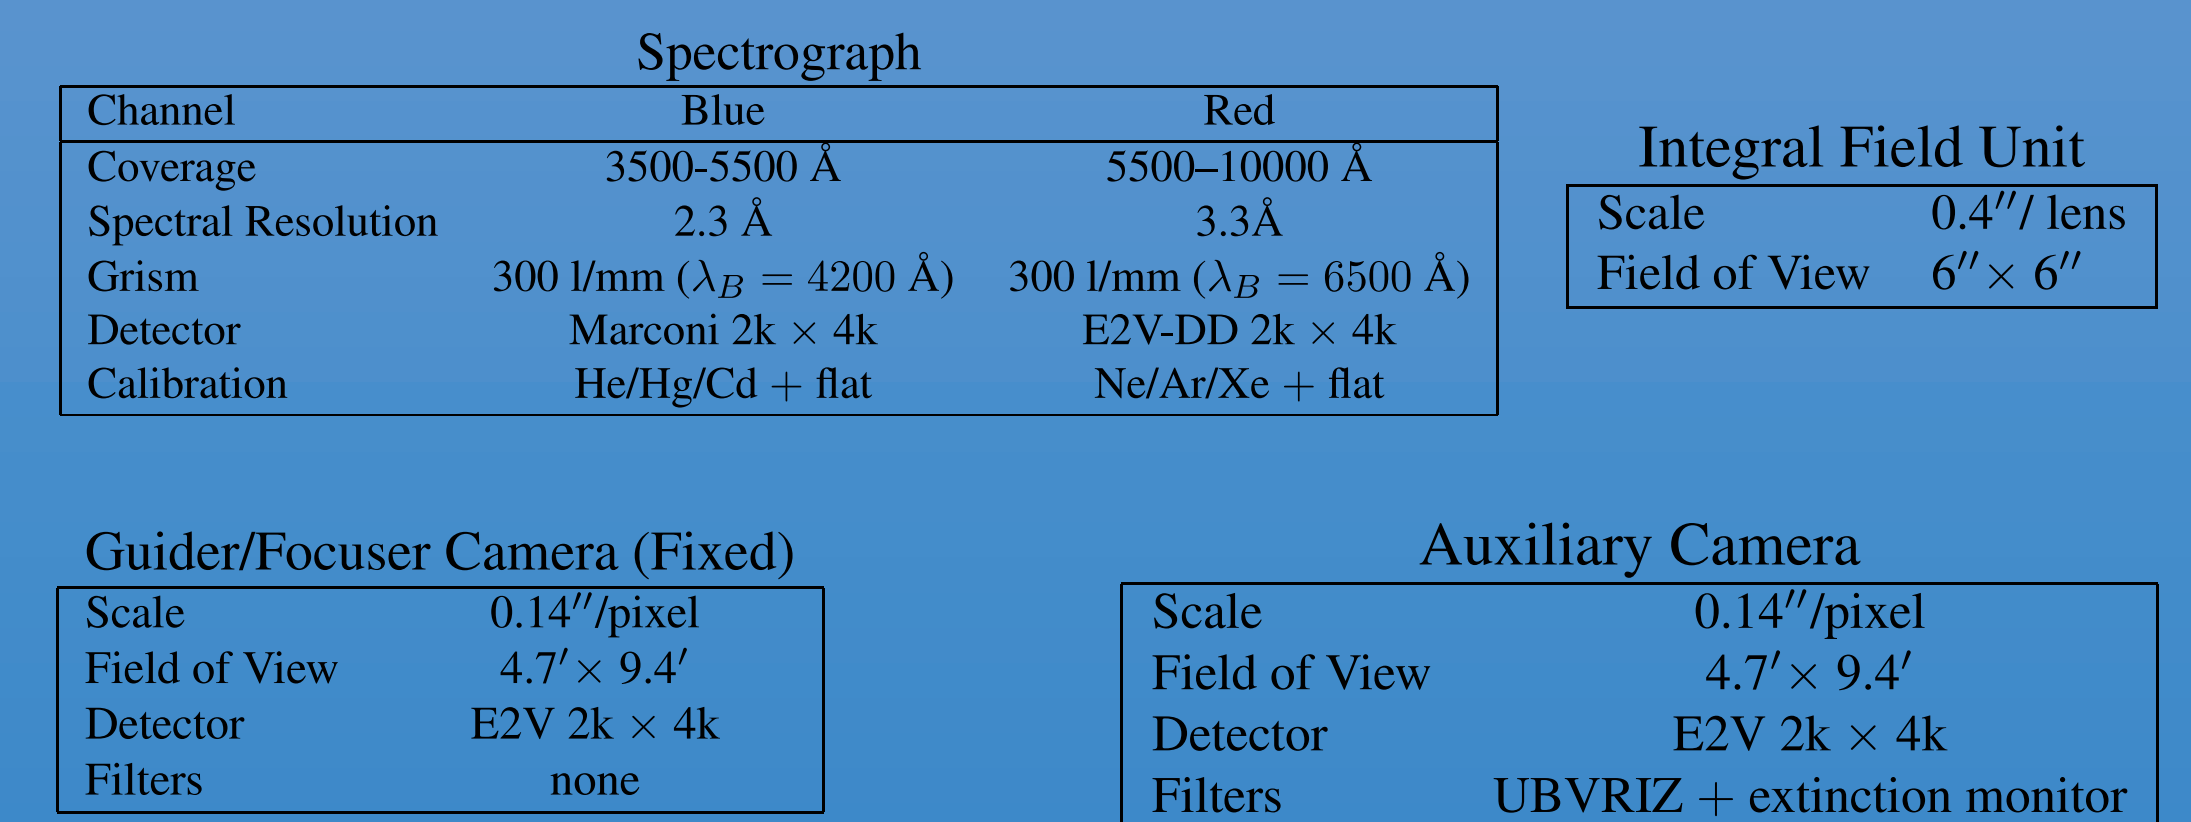 Spectrograph
Channel Blue Red
Coverage 3500-5500 Å 5500–10000 Å
Spectral Resolution 2.3 Å 3.3Å
Grism 300 l/mm (λB = 4200 Å) 300 l/mm (λB = 6500 Å)
Detector Marconi 2k × 4k E2V-DD 2k × 4k
Calibration He/Hg/Cd + flat Ne/Ar/Xe + flat
Integral Field Unit
Scale 0.4″/ lens
Field of View 6″× 6″
Guider/Focuser Camera (Fixed)
Scale 0.14″/pixel
Field of View 4.7′× 9.4′
Detector E2V 2k × 4k
Filters none
Auxiliary Camera
Scale 0.14″/pixel
Field of View 4.7′× 9.4′
Detector E2V 2k × 4k
Filters UBVRIZ + extinction monitor